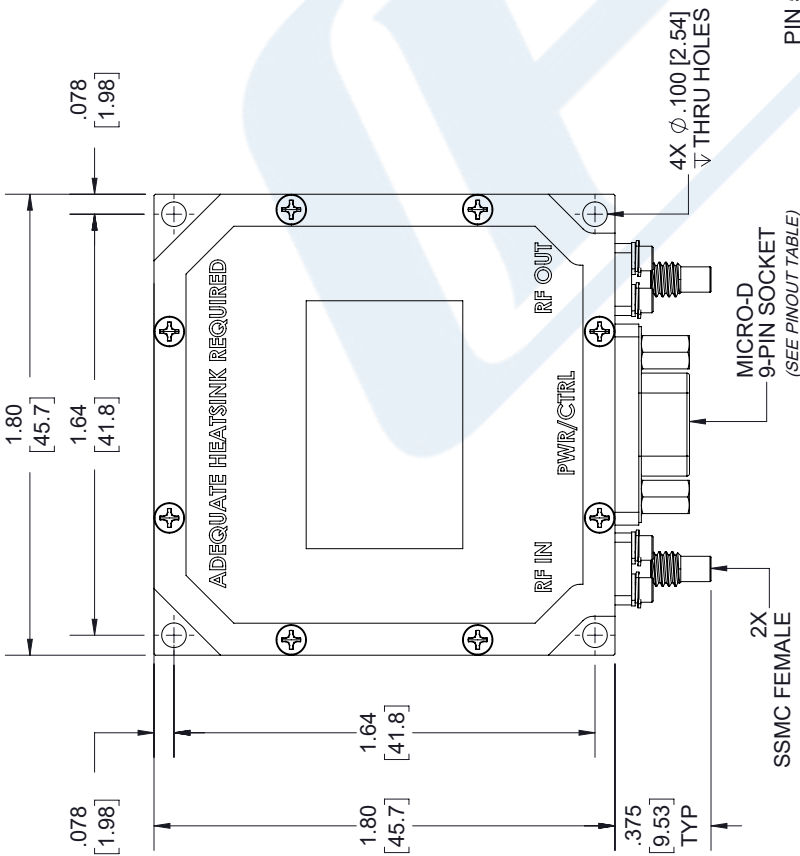 .078
[1.98]
1.80
[45.7]
1.64
[41.8]
.078
[1.98]
1.64
[41.8]
1.80
[45.7]
.375
[9.53]
TYP
ADEQUATE HEATSINK REQUIRED
RF IN
PWR/CTRL
RF OUT
4X ⌀ .100 [2.54]
↧ THRU HOLES
MICRO-D
9-PIN SOCKET
(SEE PINOUT TABLE)
2X
SSMC FEMALE
PIN